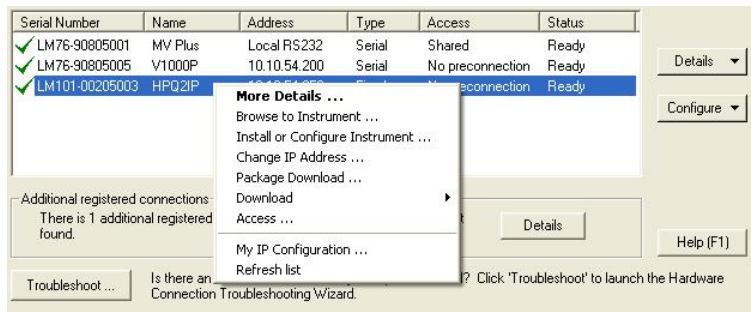 Serial Number Name Address Type Access Status
LM76-90805001 MV Plus Local RS232 Serial Shared Ready
LM76-90805005 V1000P 10.10.54.200 Serial No preconnection Ready
LM101-00205003 HPQ2IP econnection Ready
More Details ...
Browse to Instrument ...
Install or Configure Instrument ...
Change IP Address ...
Package Download ...
Download
Access ...
My IP Configuration ...
Refresh list
Details
Configure
Additional registered connections
There is 1 additional registered
found.
Details
Help (F1)
Troubleshoot ...
Is there an ? Click 'Troubleshoot' to launch the Hardware
Connection Troubleshooting Wizard.